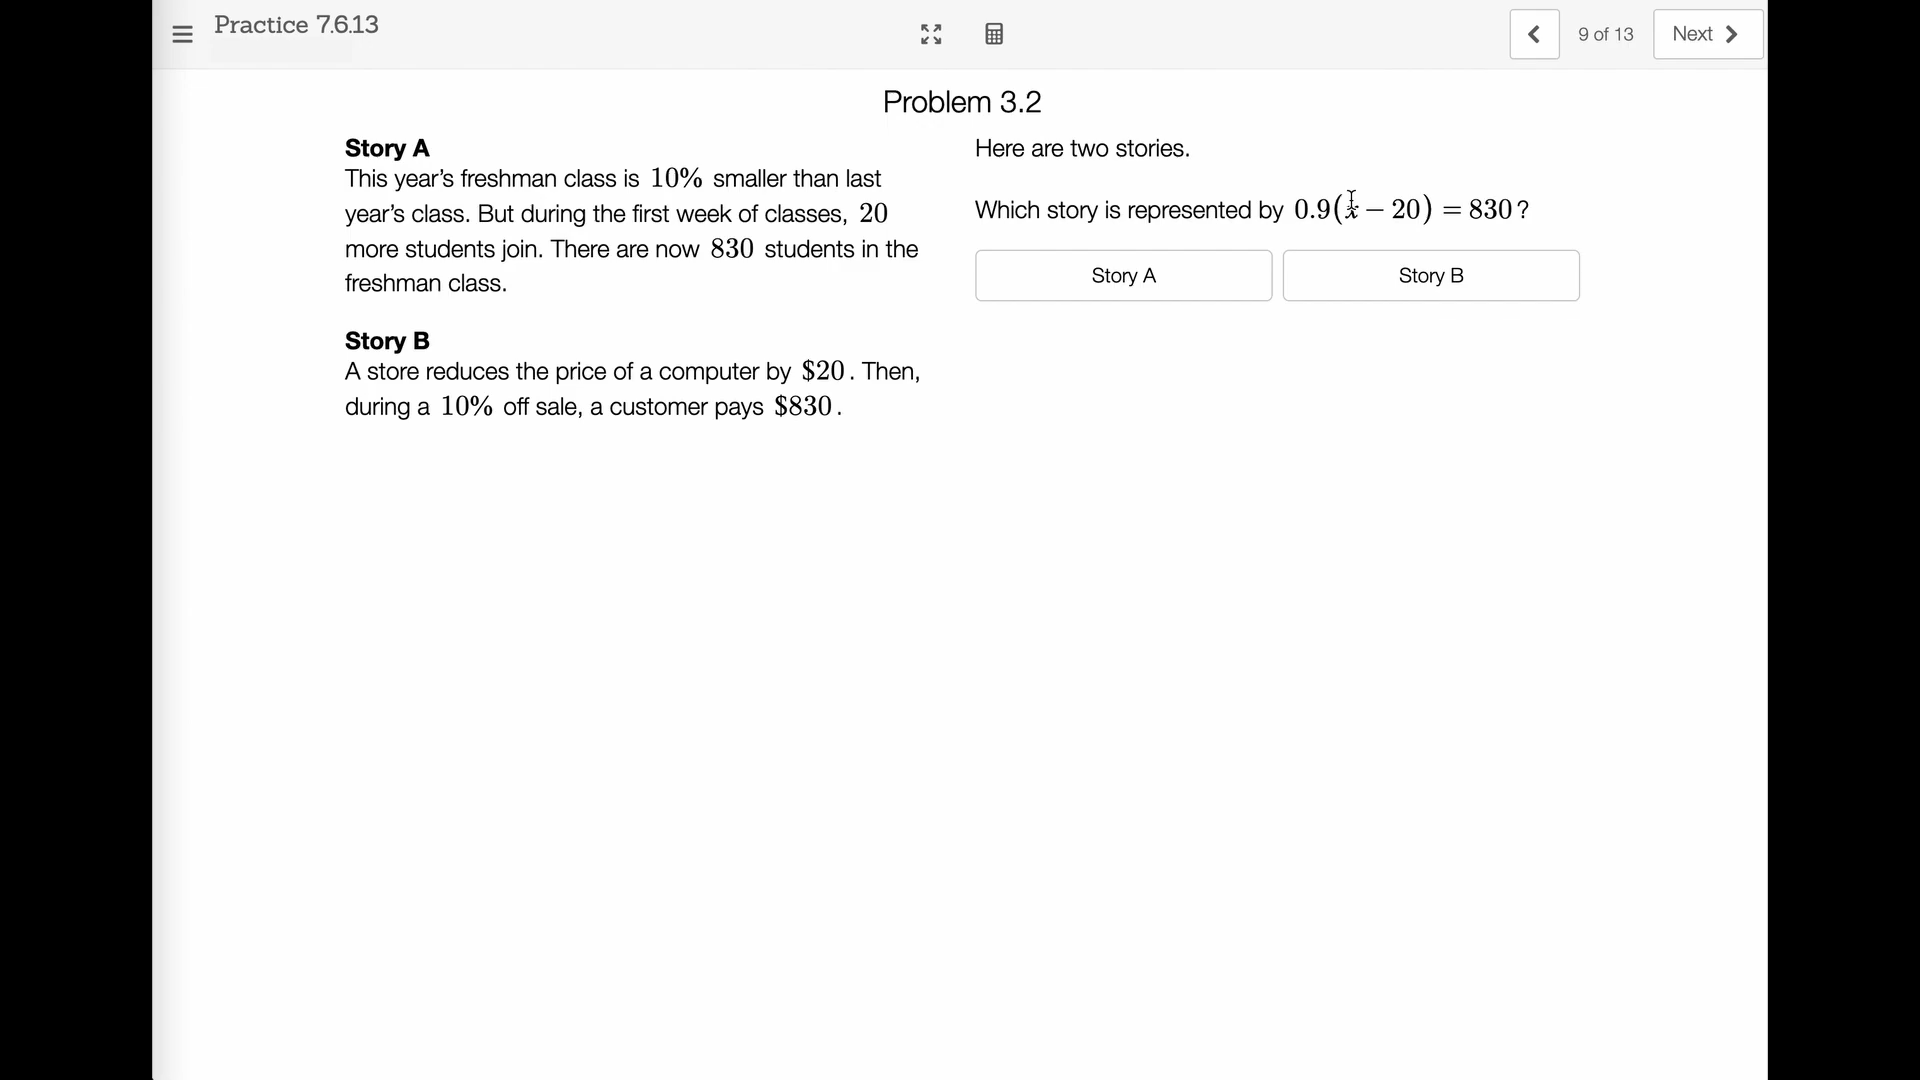 Practice 7.6.13
9 of 13
Next
Problem 3.2
Story A
This year’s freshman class is 10% smaller than last
year’s class. But during the first week of classes, 20
more students join. There are now 830 students in the
freshman class.
Story B
A store reduces the price of a computer by $20. Then,
during a 10% off sale, a customer pays $830.
Here are two stories.
Which story is represented by 0.9(x − 20) = 830?
Story A
Story B